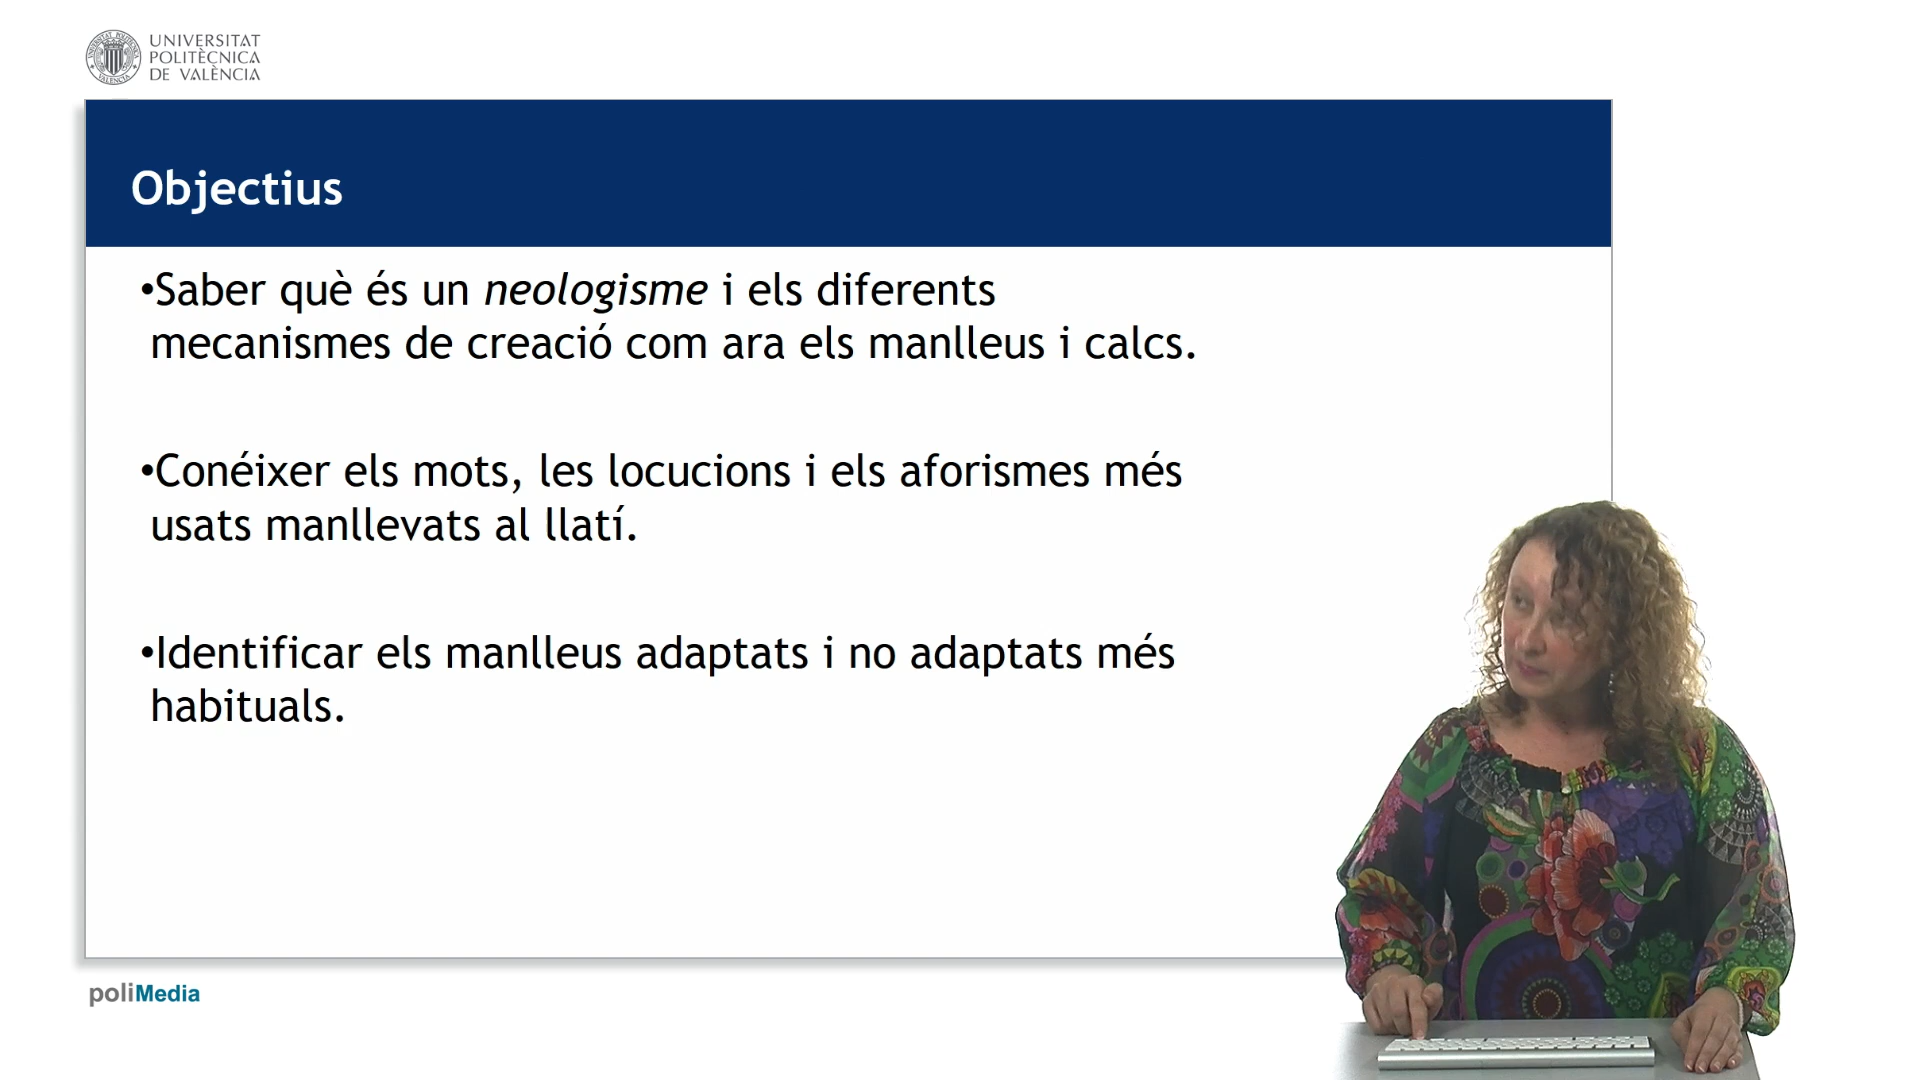 UNIVERSITAT
POLITÈCNICA
DE VALÈNCIA
Objectius
•Saber què és un neologisme i els diferents
mecanismes de creació com ara els manlleus i calcs.
•Conéixer els mots, les locucions i els aforismes més
usats manllevats al llatí.
•Identificar els manlleus adaptats i no adaptats més
habituals.
poliMedia